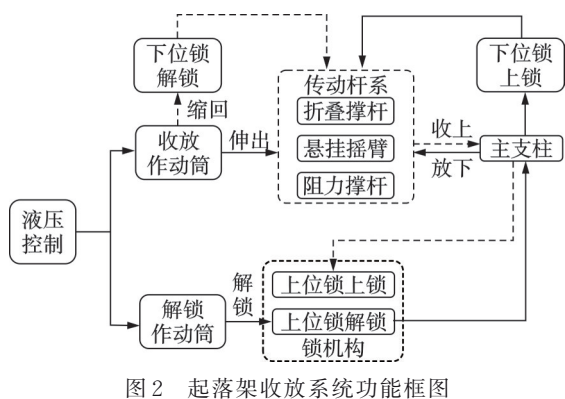 下位锁
解锁
下位锁
上锁
传动杆系
折叠撑杆
悬挂摇臂
阻力撑杆
缩回
收放
作动筒
伸出
收上
放下
主支柱
液压
控制
解锁
作动筒
解
锁
上位锁上锁
上位锁解锁
锁机构
图2 起落架收放系统功能框图